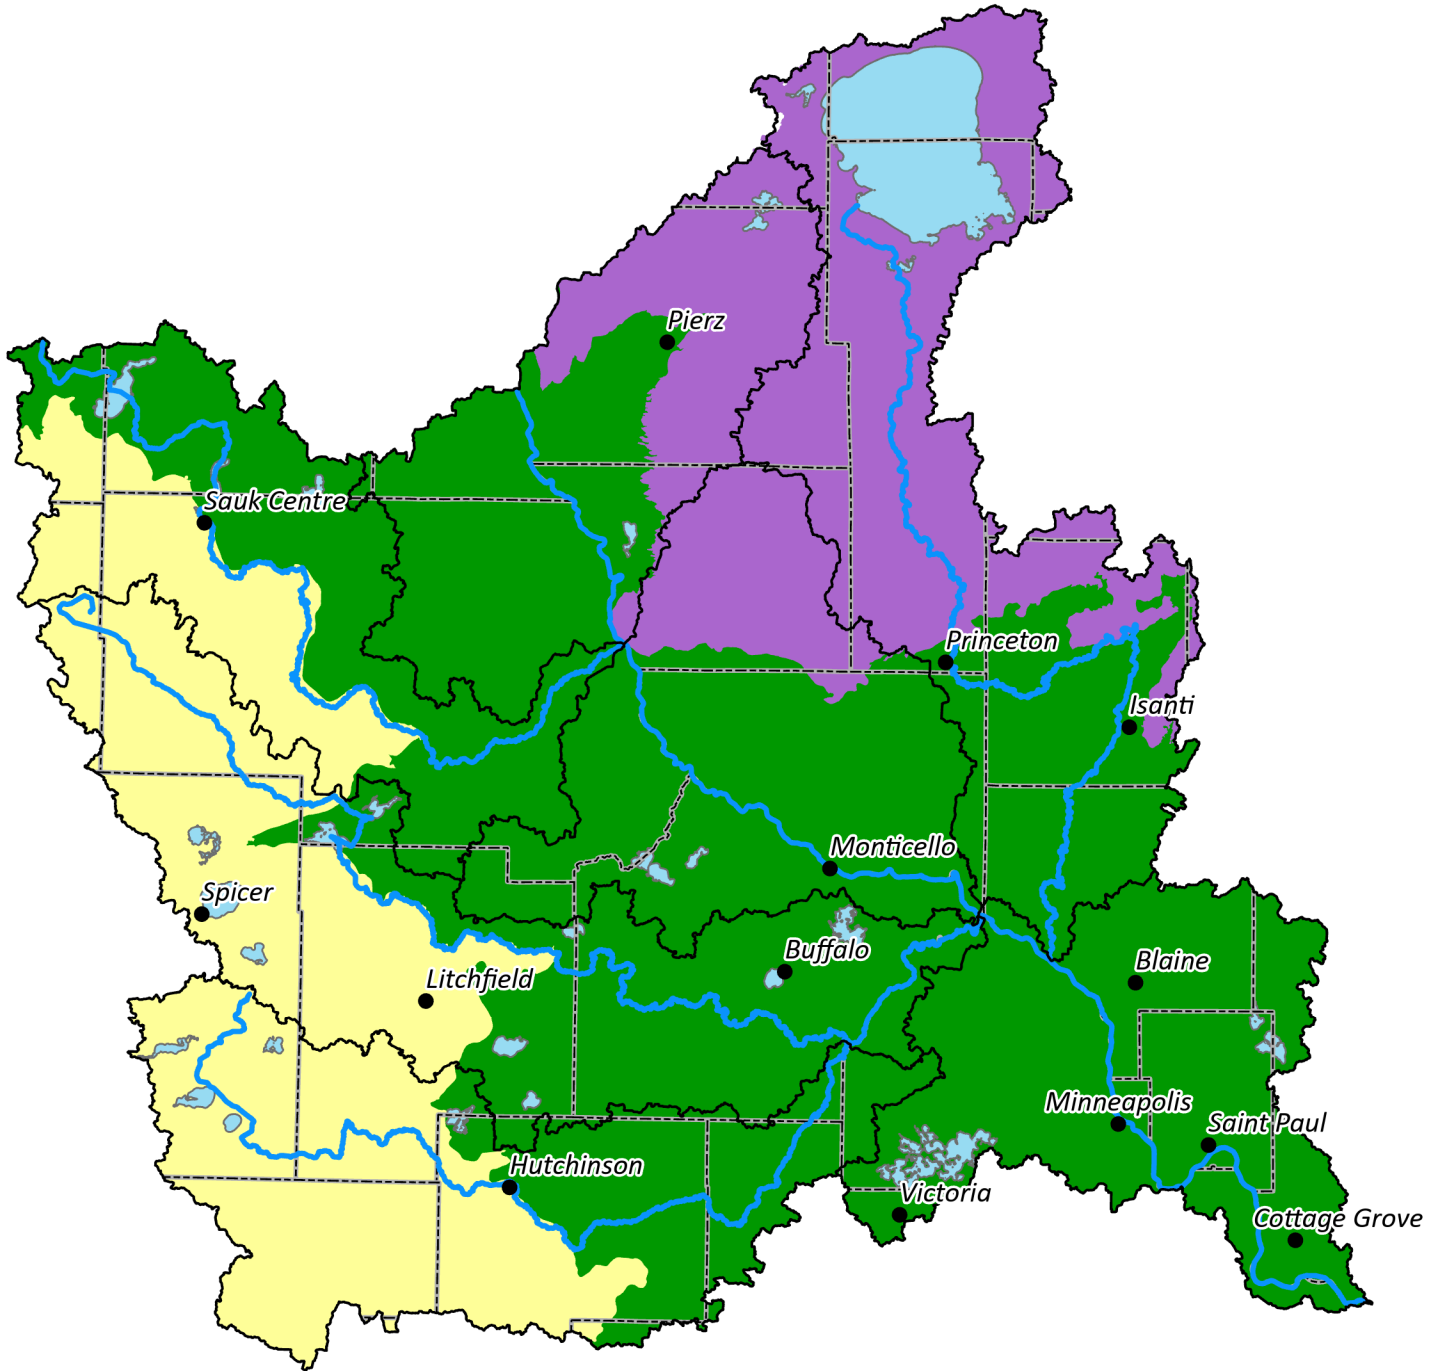 Pierz
Sauk Centre
Princeton
Isanti
Monticello
Spicer
Buffalo
Blaine
Litchfield
Minneapolis
Saint Paul
Hutchinson
Victoria
Cottage Grove